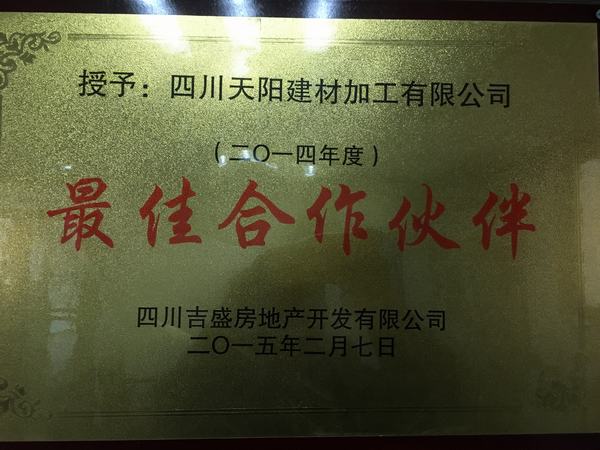 授予：四川天阳建材加工有限公司
（二〇一四年度）
最佳合作伙伴
四川吉盛房地产开发有限公司
二〇一五年二月七日